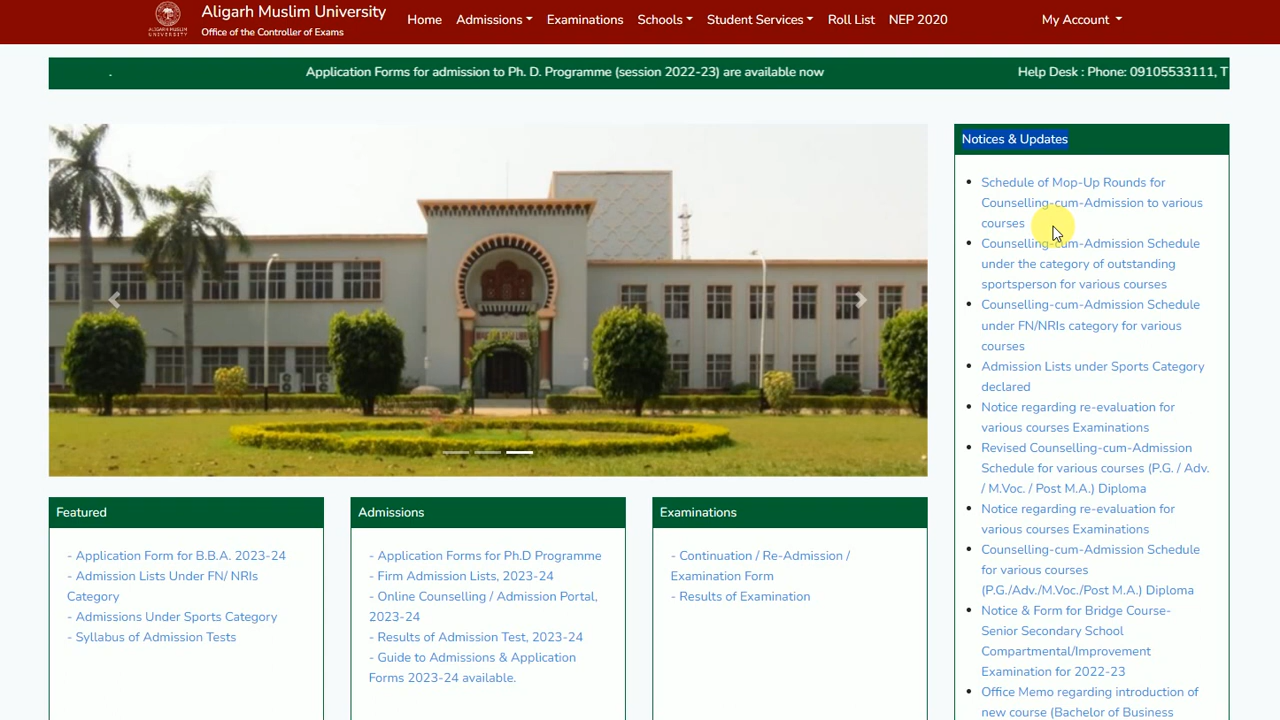 Aligarh Muslim University
Office of the Controller of Exams
Home Admissions Examinations Schools Student Services Roll List NEP 2020 My Account
. Application Forms for admission to Ph. D. Programme (session 2022-23) are available now Help Desk : Phone: 09105533111, T
Notices & Updates
Schedule of Mop-Up Rounds for
Counselling-cum-Admission to various
courses
Counselling-cum-Admission Schedule
under the category of outstanding
sportsperson for various courses
Counselling-cum-Admission Schedule
under FN/NRIs category for various
courses
Admission Lists under Sports Category
declared
Notice regarding re-evaluation for
various courses Examinations
Revised Counselling-cum-Admission
Schedule for various courses (P.G. / Adv.
/ M.Voc. / Post M.A.) Diploma
Notice regarding re-evaluation for
various courses Examinations
Counselling-cum-Admission Schedule
for various courses
(P.G./Adv./M.Voc./Post M.A.) Diploma
Notice & Form for Bridge Course-
Senior Secondary School
Compartmental/Improvement
Examination for 2022-23
Office Memo regarding introduction of
new course (Bachelor of Business
Featured
- Application Form for B.B.A. 2023-24
- Admission Lists Under FN/ NRIs
Category
- Admissions Under Sports Category
- Syllabus of Admission Tests
Admissions
- Application Forms for Ph.D Programme
- Firm Admission Lists, 2023-24
- Online Counselling / Admission Portal,
2023-24
- Results of Admission Test, 2023-24
- Guide to Admissions & Application
Forms 2023-24 available.
Examinations
- Continuation / Re-Admission /
Examination Form
- Results of Examination